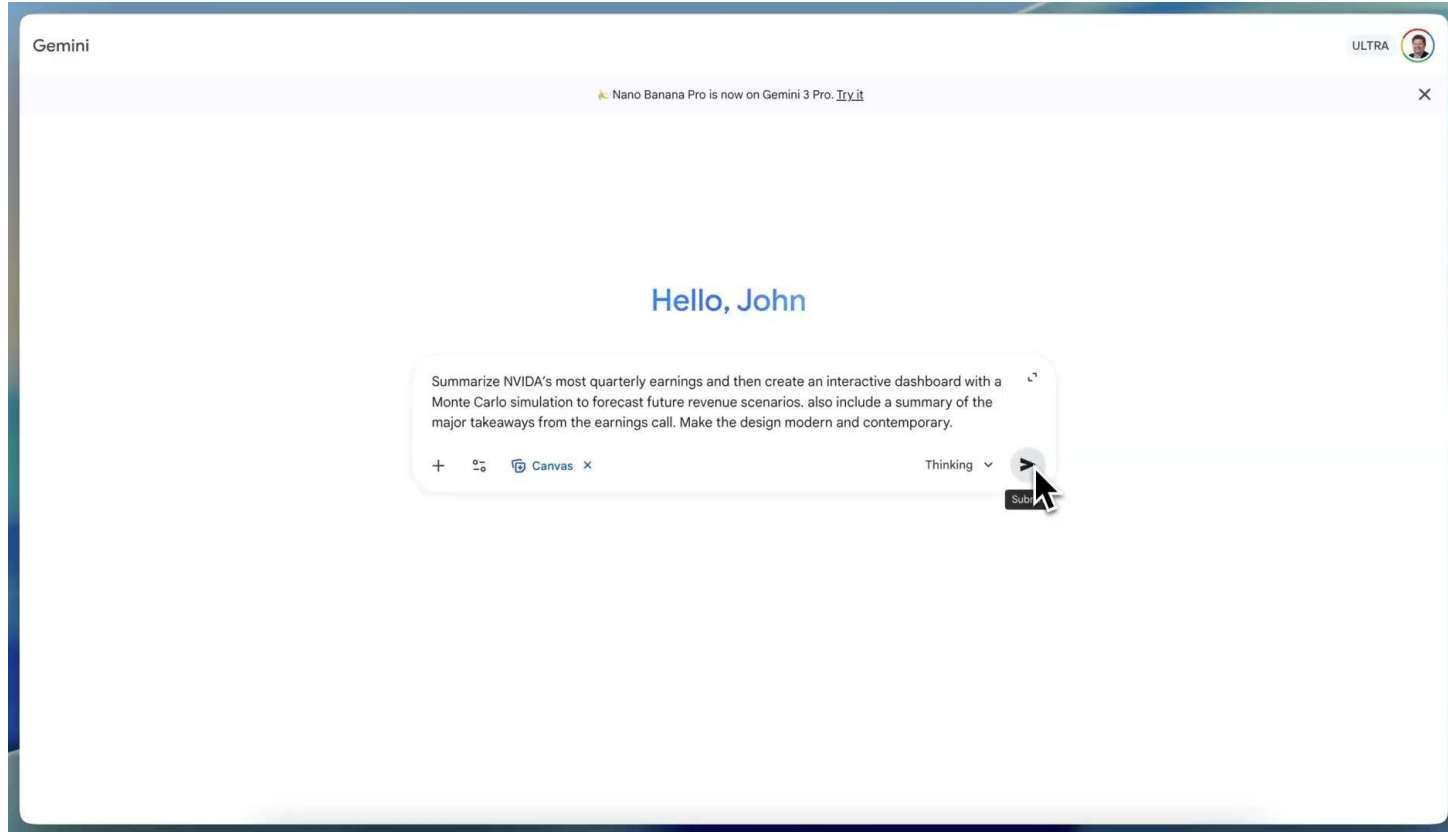 Gemini
ULTRA
Nano Banana Pro is now on Gemini 3 Pro. Try it
Hello, John
Summarize NVIDA's most quarterly earnings and then create an interactive dashboard with a
Monte Carlo simulation to forecast future revenue scenarios. also include a summary of the
major takeaways from the earnings call. Make the design modern and contemporary.
Canvas
Thinking